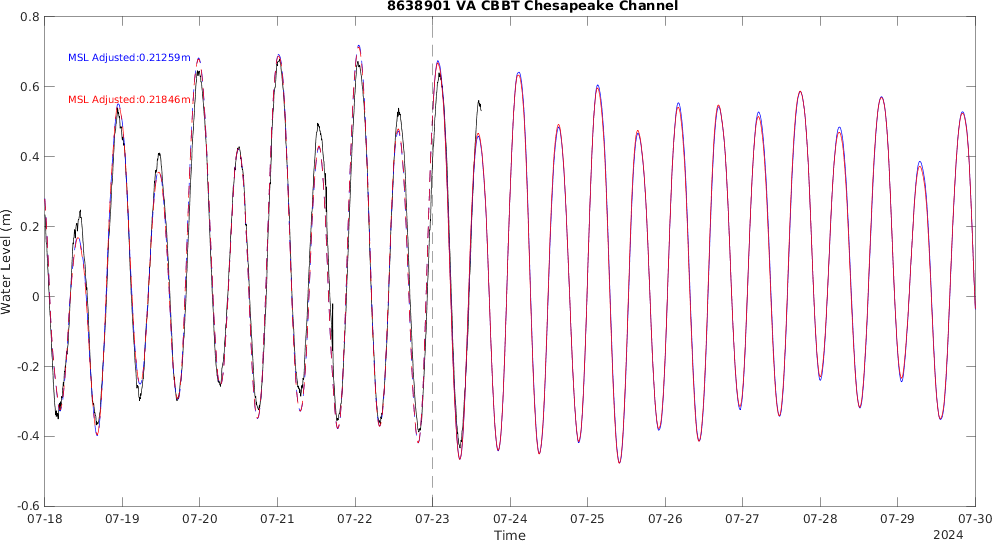 8638901 VA CBBT Chesapeake Channel
0.8
MSL Adjusted:0.21259m
0.6
MSL Adjusted:0.21846m
0.4
0.2
0
-0.2
-0.4
-0.6
Water Level (m)
07-18 07-19 07-20 07-21 07-22 07-23 07-24 07-25 07-26 07-27 07-28 07-29 07-30
Time
2024